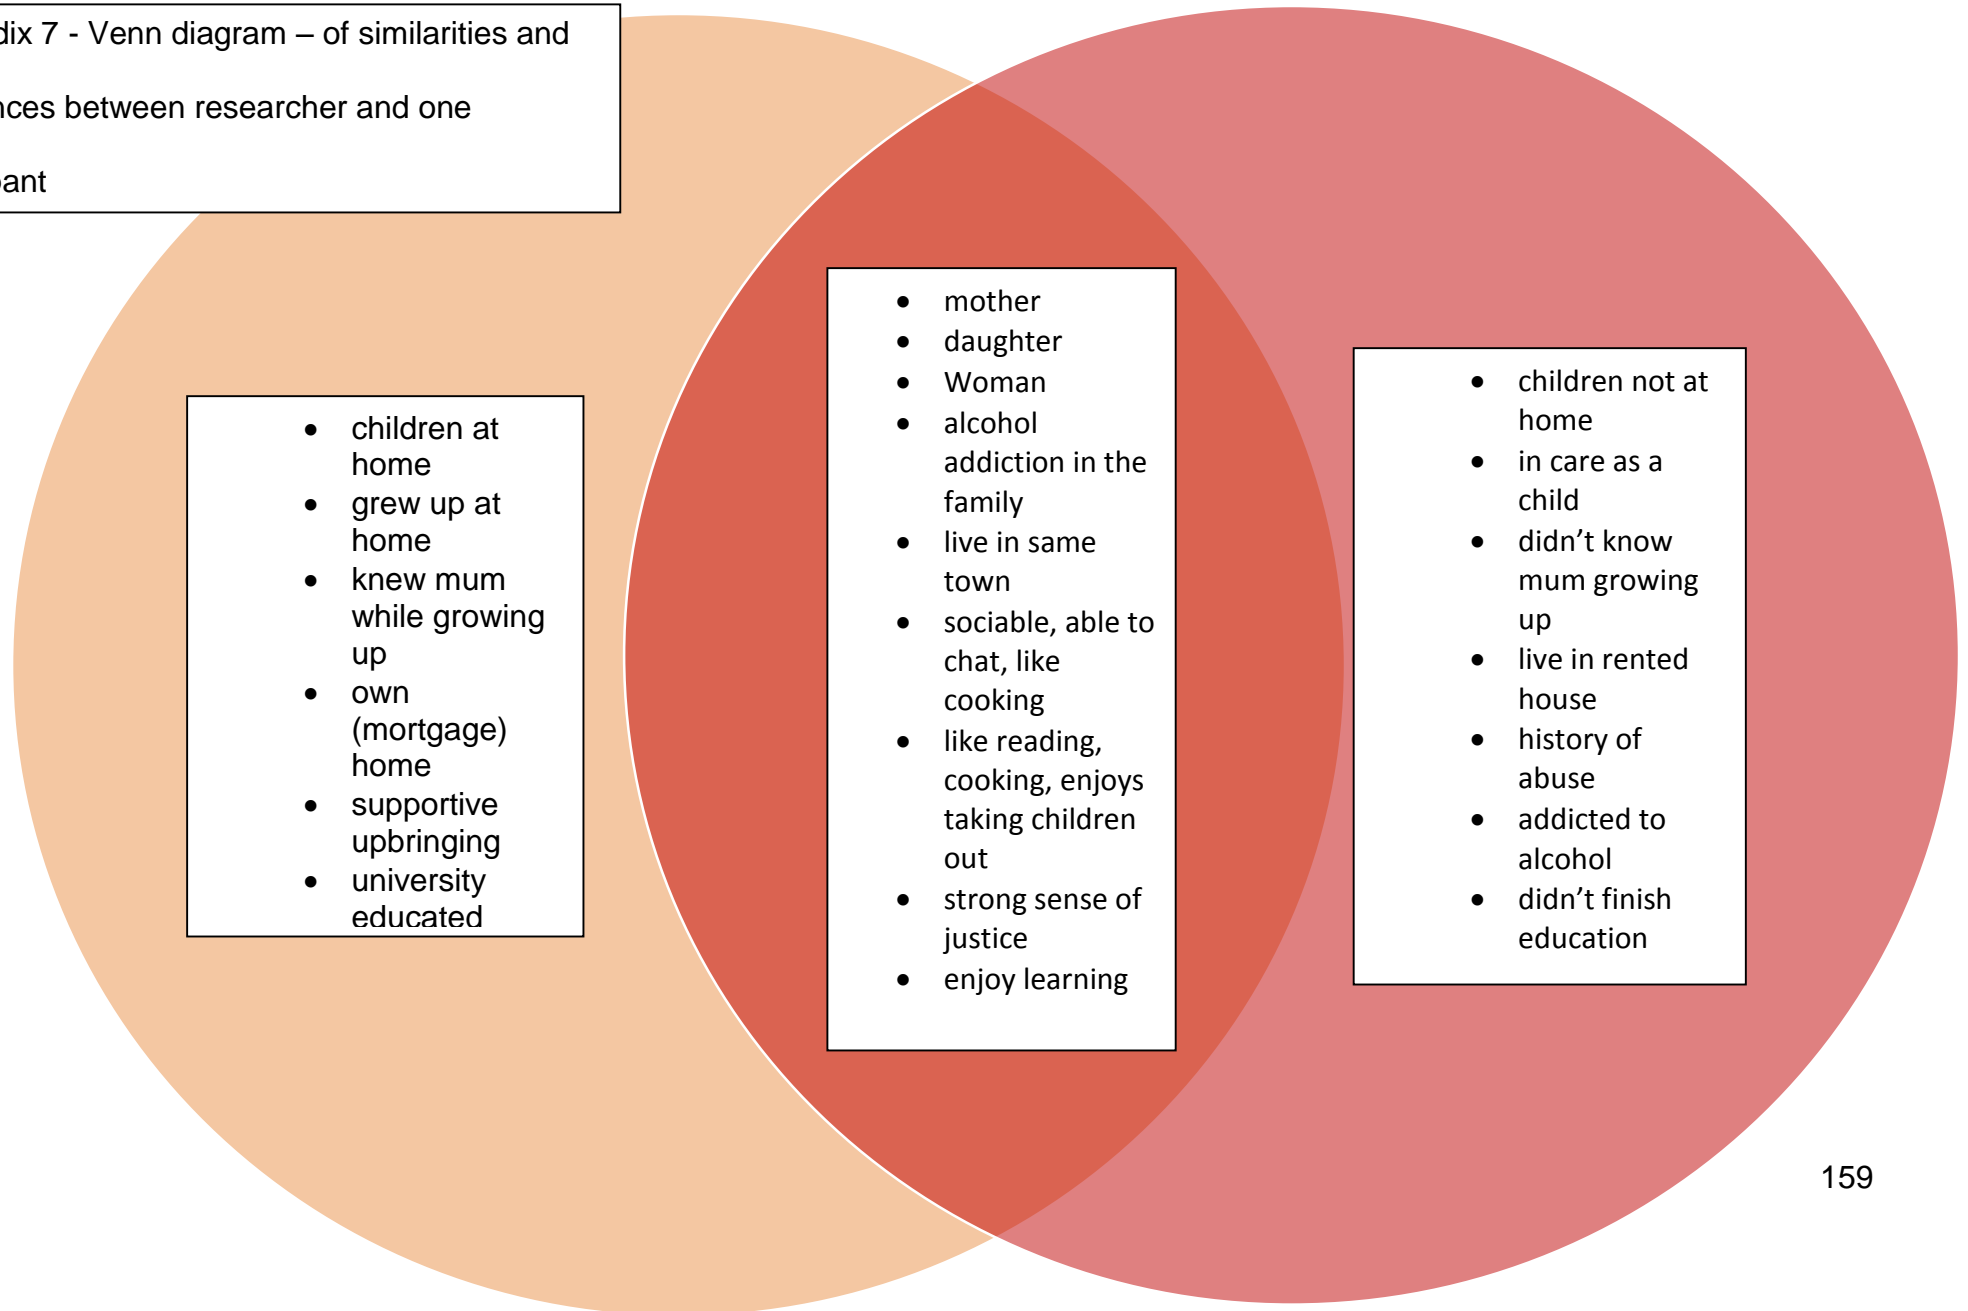 dix 7 - Venn diagram – of similarities and
nces between researcher and one
pant
• children at
home
• grew up at
home
• knew mum
while growing
up
• own
(mortgage)
home
• supportive
upbringing
• university
educated
• mother
• daughter
• Woman
• alcohol
addiction in the
family
• live in same
town
• sociable, able to
chat, like
cooking
• like reading,
cooking, enjoys
taking children
out
• strong sense of
justice
• enjoy learning
• children not at
home
• in care as a
child
• didn’t know
mum growing
up
• live in rented
house
• history of
abuse
• addicted to
alcohol
• didn’t finish
education
159